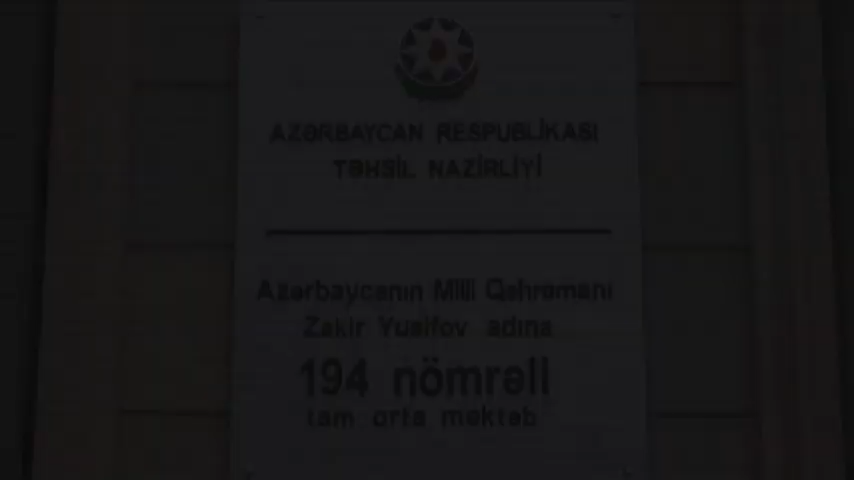 AZƏRBAYCAN RESPUBLİKASI
TƏHSİL NAZİRLİYİ
Azərbaycanın Milli Qəhrəmanı
Zakir Yusifov adına
194 nömrəli
tam orta məktəb